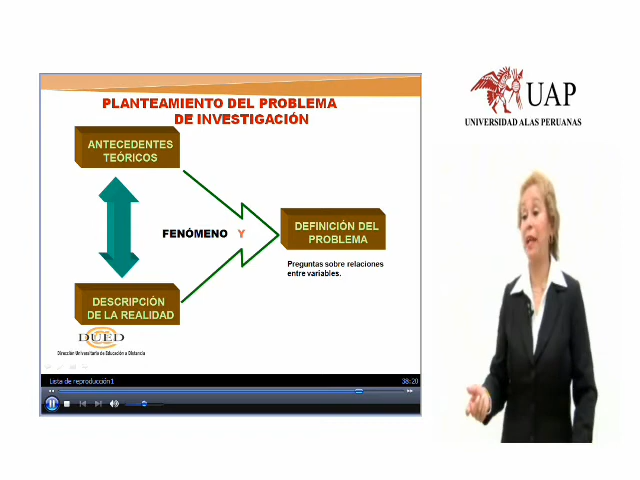 PLANTEAMIENTO DEL PROBLEMA
DE INVESTIGACIÓN
ANTECEDENTES
TEÓRICOS
FENÓMENO Y
DEFINICIÓN DEL
PROBLEMA
Preguntas sobre relaciones
entre variables.
DESCRIPCIÓN
DE LA REALIDAD
DUED
Dirección Universitaria de Educación a Distancia
Lista de reproducción1
38:20
UAP
UNIVERSIDAD ALAS PERUANAS